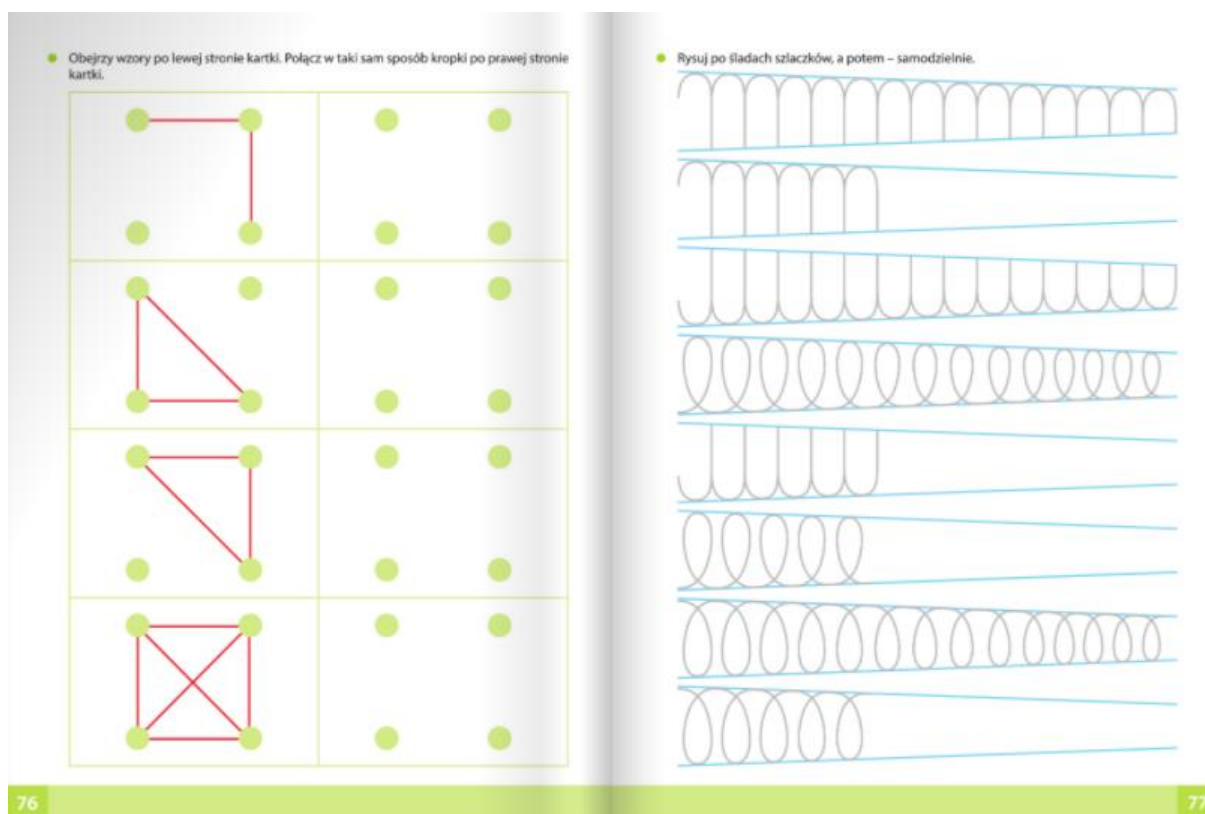 Obejrzy wzory po lewej stronie kartki. Połącz w taki sam sposób kropki po prawej stronie
kartki.
Rysuj po śladach szlaczków, a potem – samodzielnie.
76
77